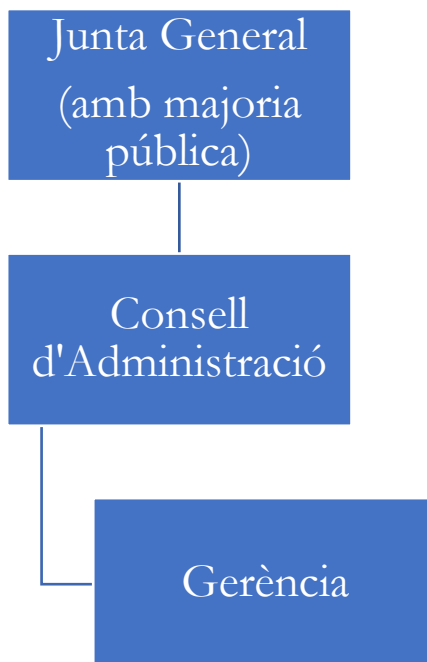 Junta General
(amb majoria
pública)
Consell
d'Administració
Gerència